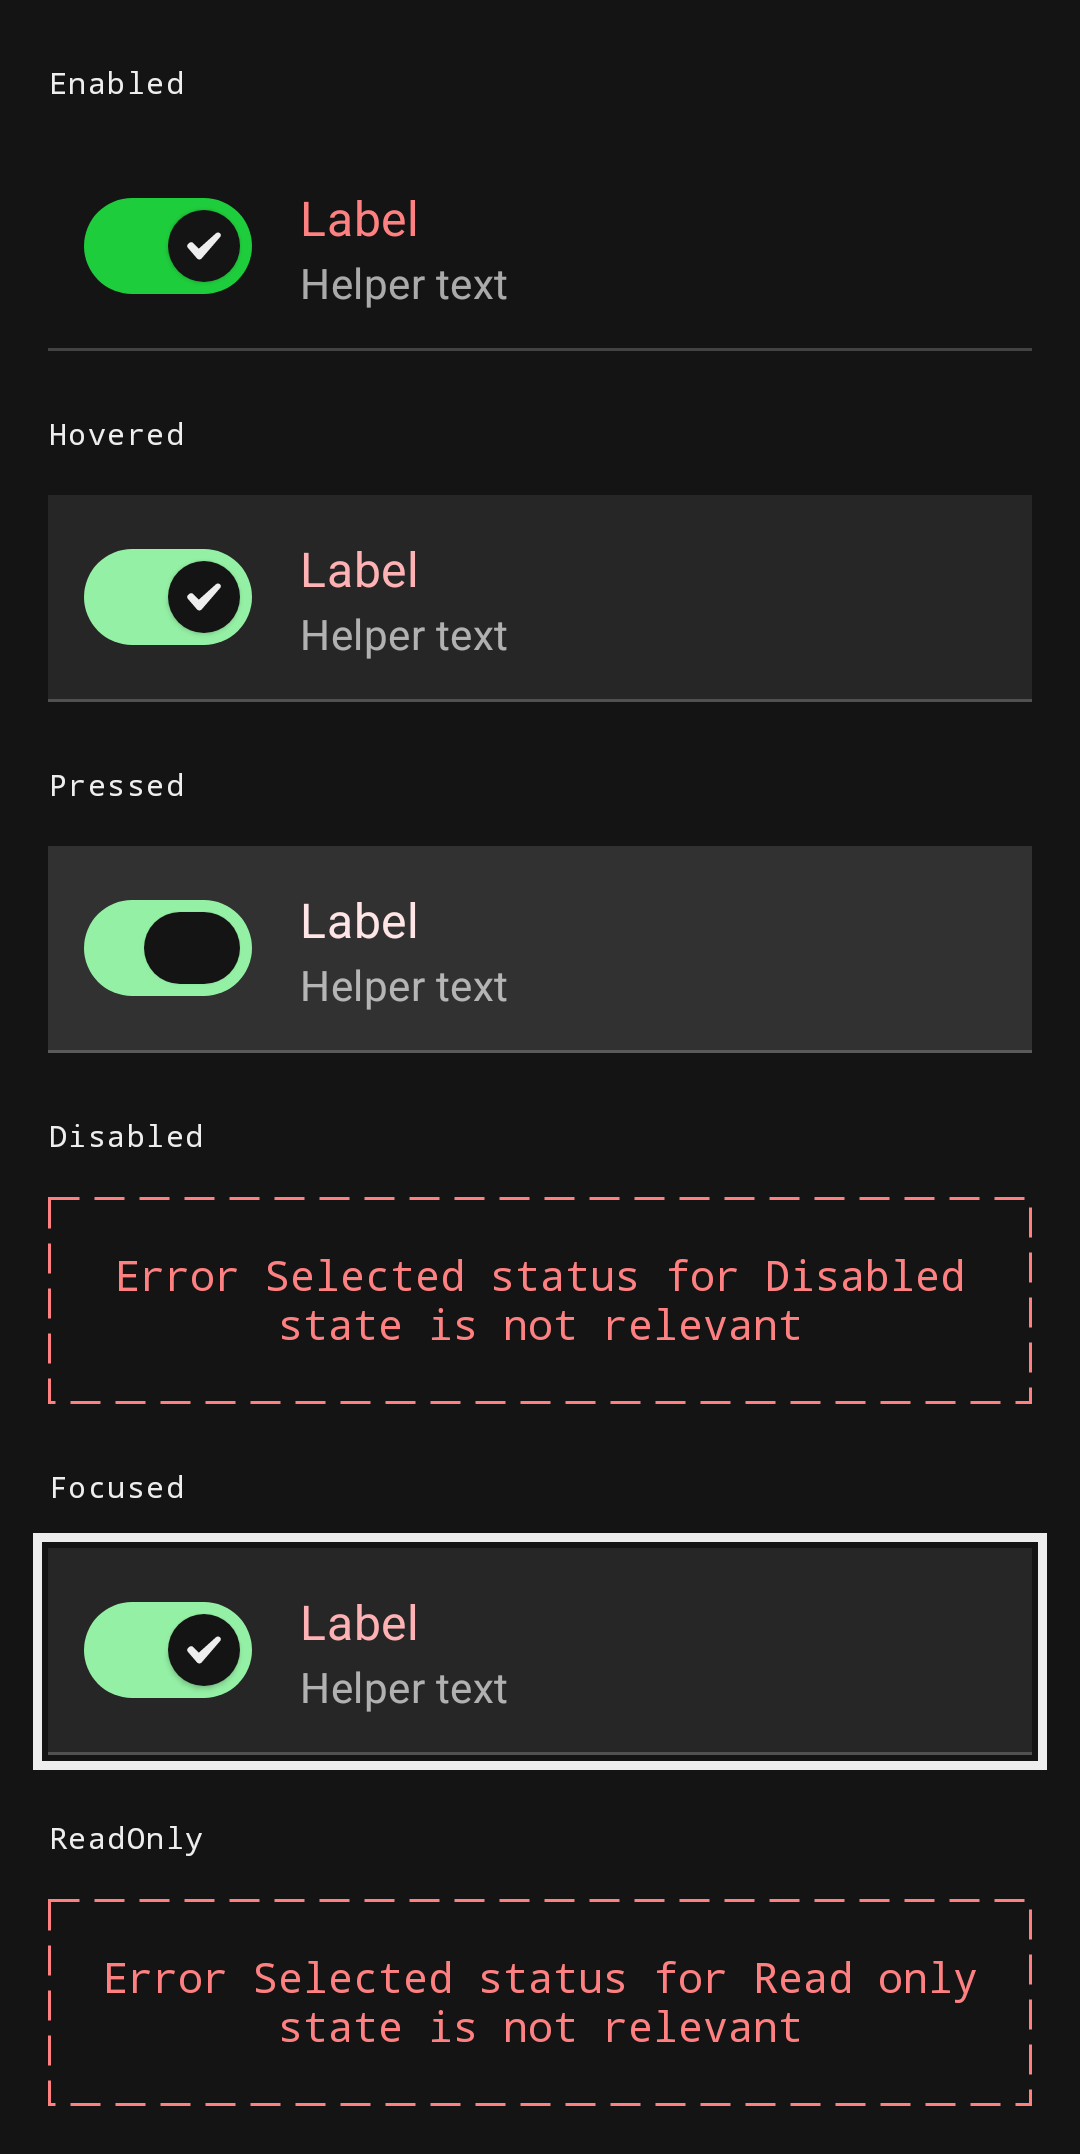 Enabled
Label
Helper text
Hovered
Label
Helper text
Pressed
Label
Helper text
Disabled
Error Selected status for Disabled
state is not relevant
Focused
Label
Helper text
ReadOnly
Error Selected status for Read only
state is not relevant